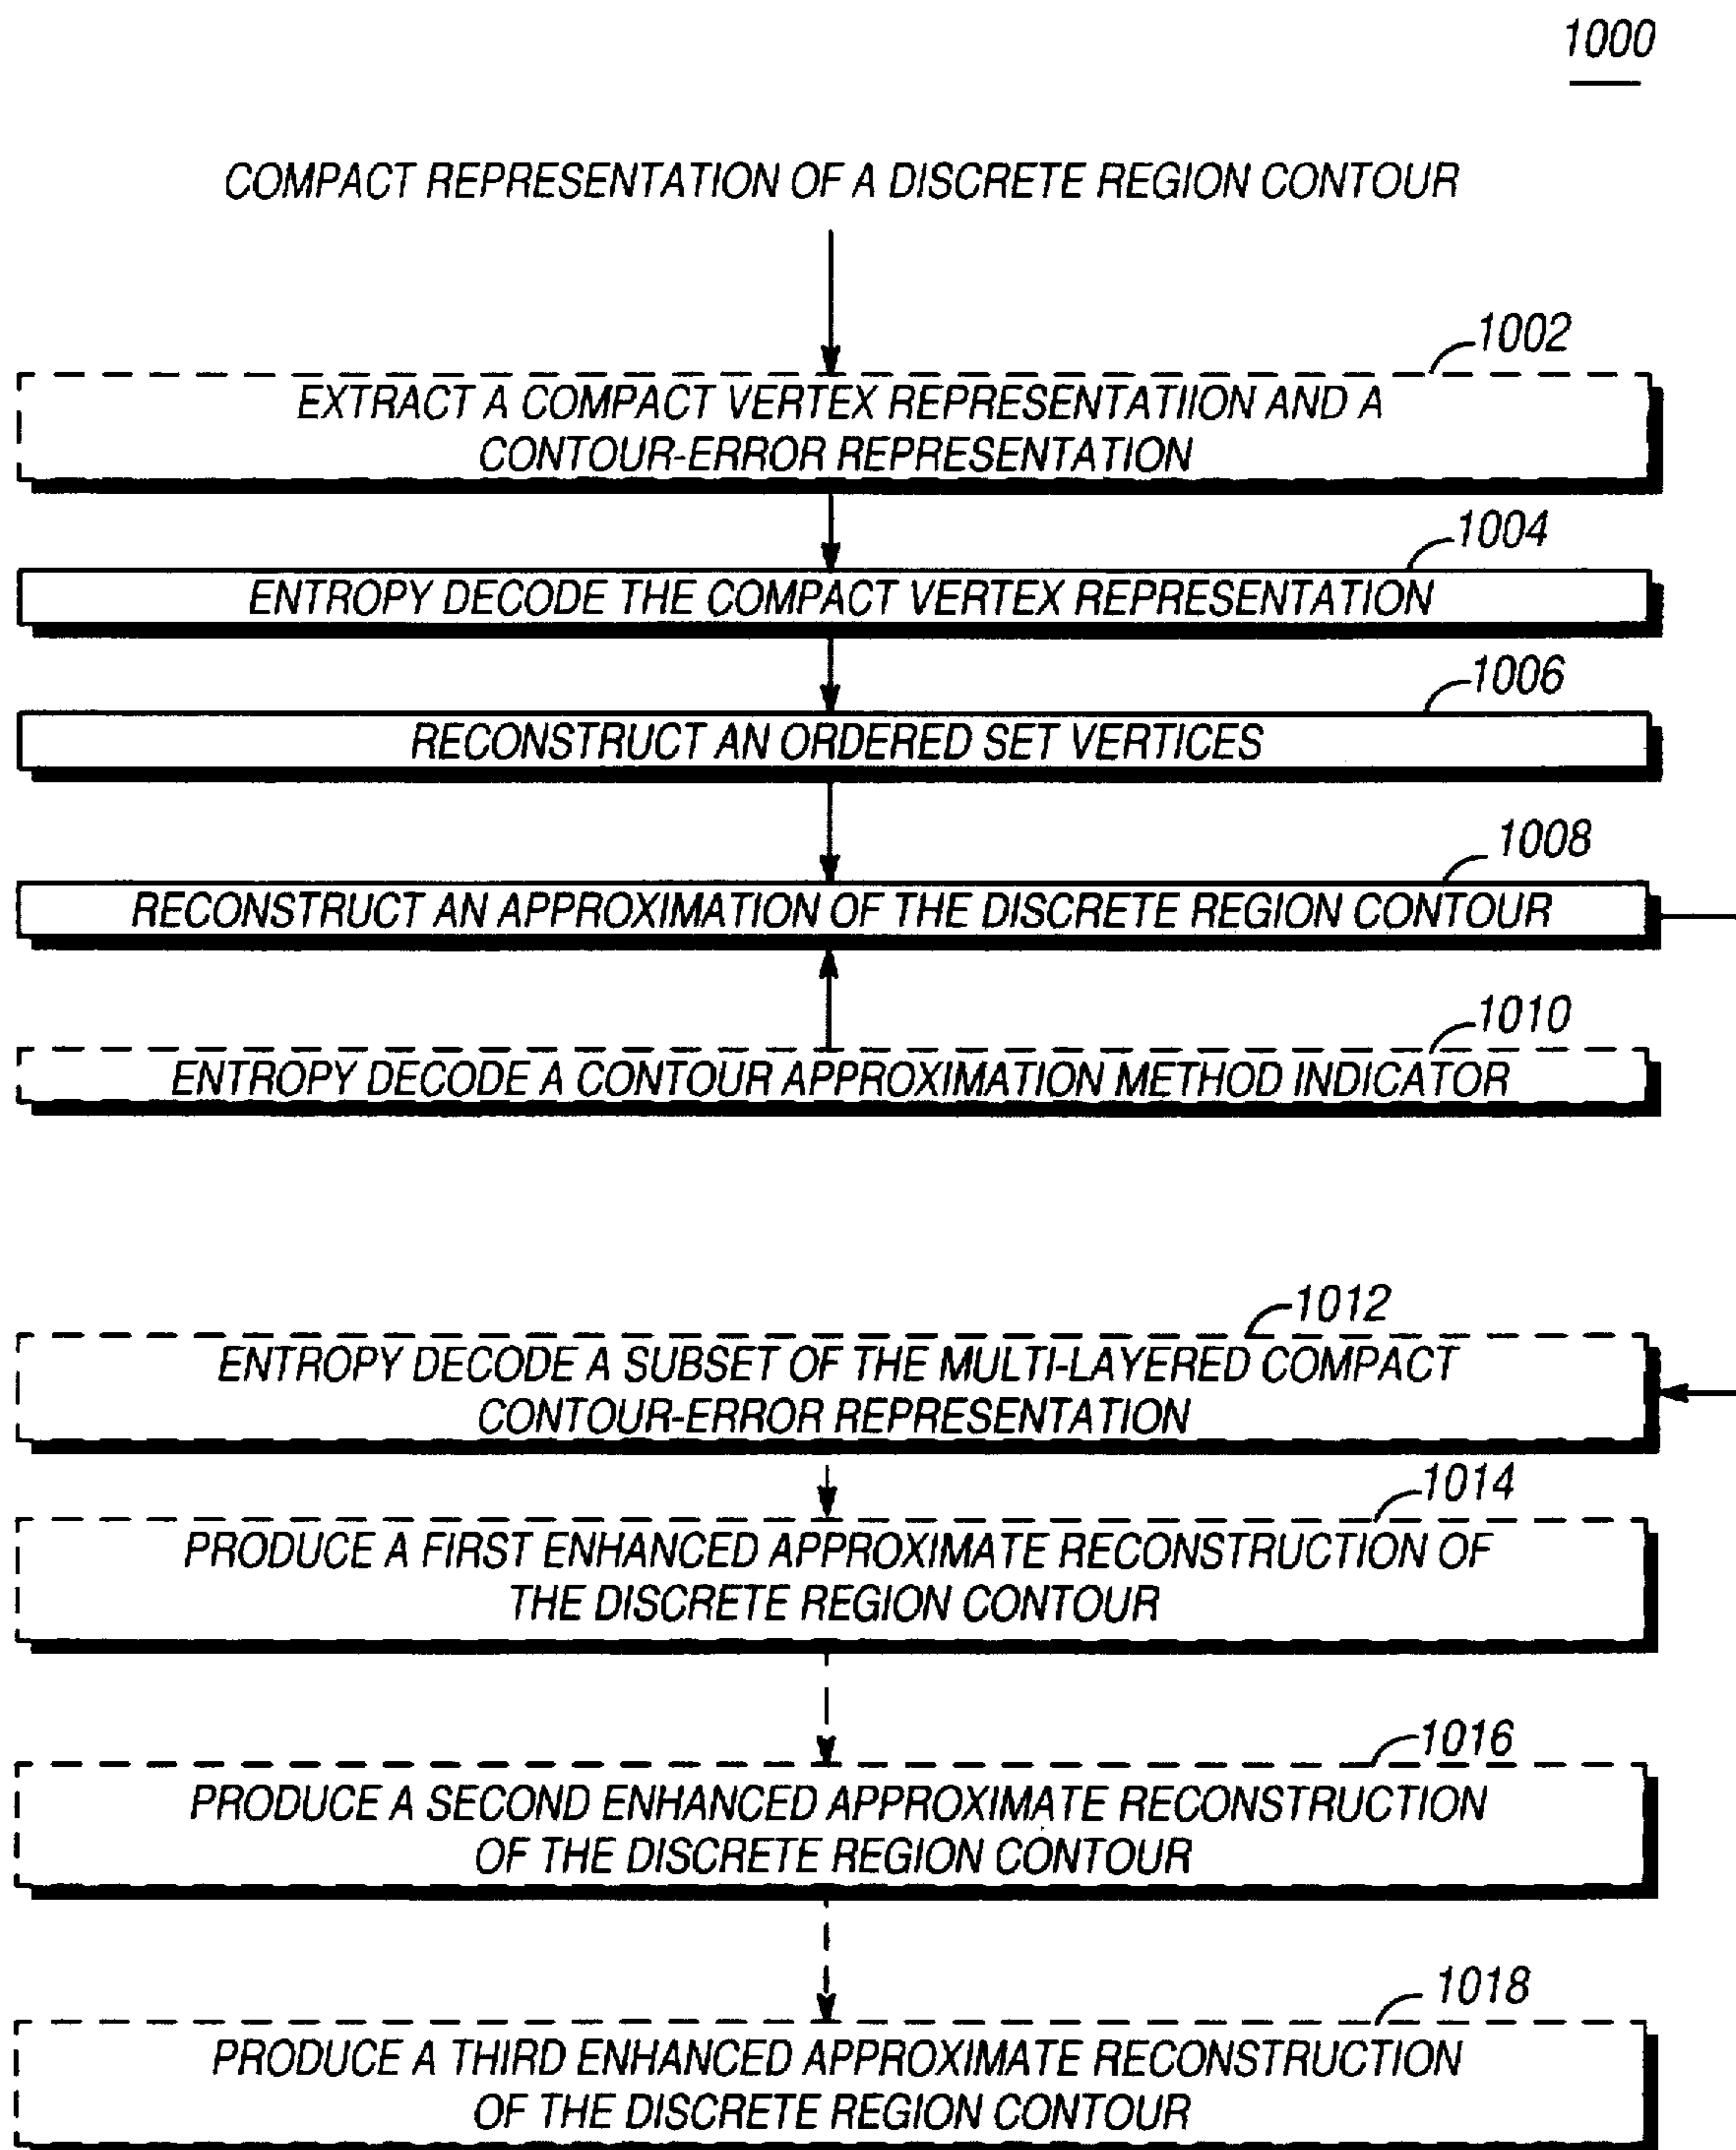 1000
COMPACT REPRESENTATION OF A DISCRETE REGION CONTOUR
1002
EXTRACT A COMPACT VERTEX REPRESENTATIION AND A
CONTOUR-ERROR REPRESENTATION
1004
ENTROPY DECODE THE COMPACT VERTEX REPRESENTATION
1006
RECONSTRUCT AN ORDERED SET VERTICES
1008
RECONSTRUCT AN APPROXIMATION OF THE DISCRETE REGION CONTOUR
1010
ENTROPY DECODE A CONTOUR APPROXIMATION METHOD INDICATOR
1012
ENTROPY DECODE A SUBSET OF THE MULTI-LAYERED COMPACT
CONTOUR-ERROR REPRESENTATION
1014
PRODUCE A FIRST ENHANCED APPROXIMATE RECONSTRUCTION OF
THE DISCRETE REGION CONTOUR
1016
PRODUCE A SECOND ENHANCED APPROXIMATE RECONSTRUCTION
OF THE DISCRETE REGION CONTOUR
1018
PRODUCE A THIRD ENHANCED APPROXIMATE RECONSTRUCTION
OF THE DISCRETE REGION CONTOUR